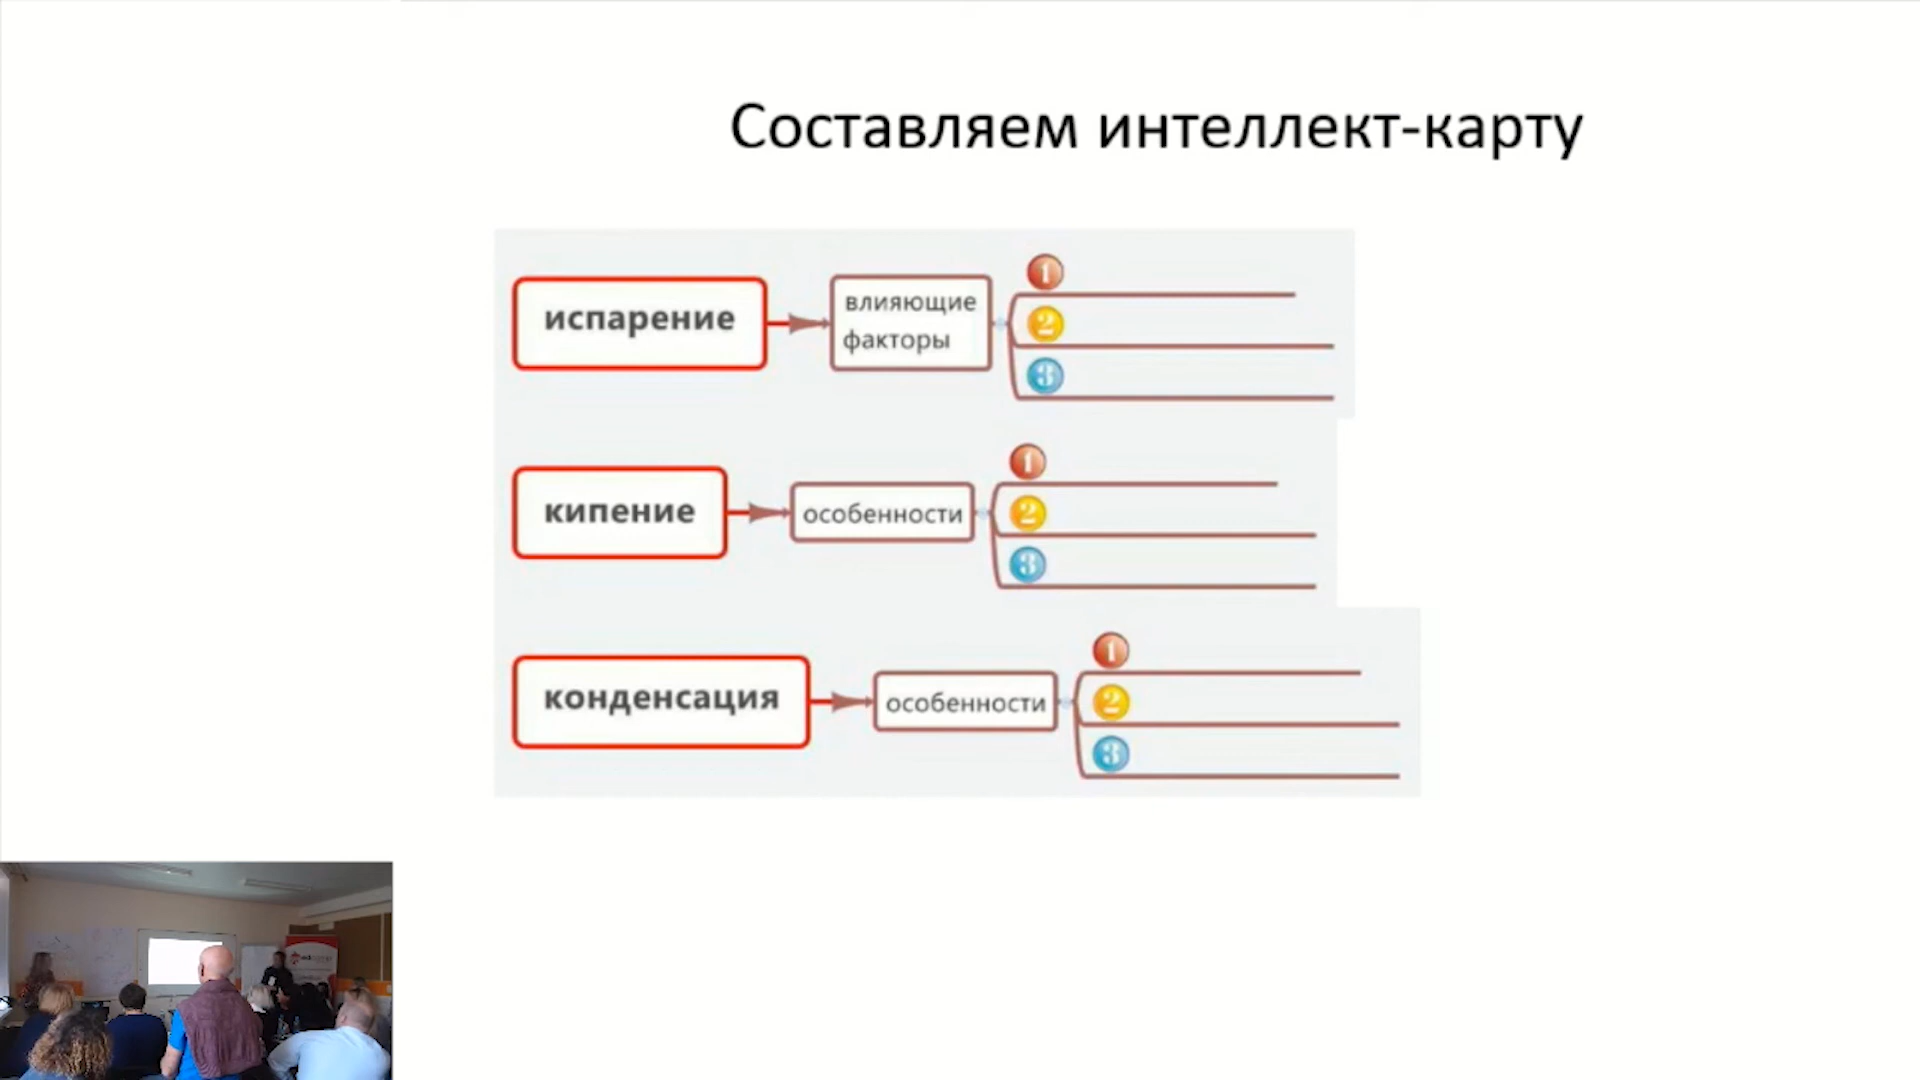 Составляем интеллект-карту
испарение
влияющие
факторы
1
2
3
кипение
особенности
1
2
3
конденсация
особенности
1
2
3